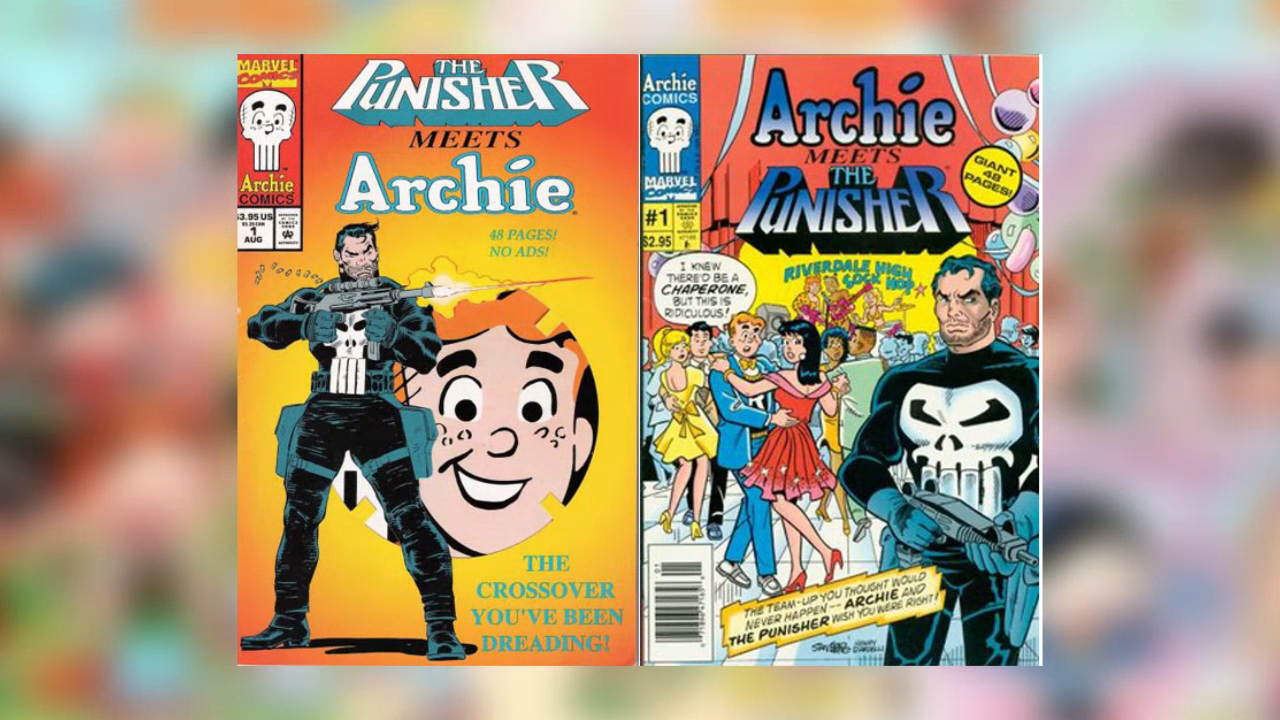 MARVEL
COMICS
Archie
COMICS
$3.95 US
1
AUG
THE
PUNISHER
MEETS
Archie
48 PAGES!
NO ADS!
THE
CROSSOVER
YOU'VE BEEN
DREADING!
Archie
COMICS
MARVEL
COMICS
#1
$2.95
Archie
MEETS
THE
PUNISHER
GIANT
48
PAGES!
I KNEW
THERE'D BE A
CHAPERONE,
BUT THIS IS
RIDICULOUS!
RIVERDALE HIGH
SOCK HOP
THE TEAM-UP YOU THOUGHT WOULD
NEVER HAPPEN-- ARCHIE AND
THE PUNISHER WISH YOU WERE RIGHT!